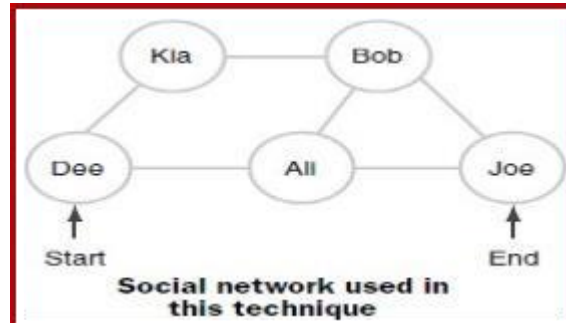 Kia Bob
Dee Ali Joe
Start End
Social network used in
this technique